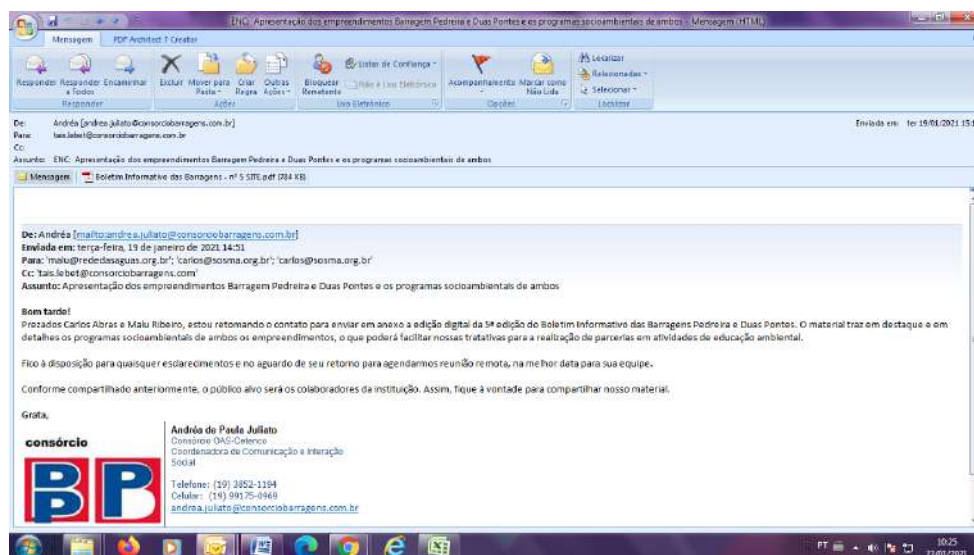 ENC: Apresentação dos empreendimentos Barragem Pedreira e Duas Pontes e os programas socioambientais de ambos - Mensagem (HTML)
Mensagem PDF Architect 7 Creator
Responder Responder a Todos Encaminhar
Excluir Mover para Pasta Criar Regra Outras Ações
Bloquear Remetente Listas de Confiança
Não é Lixo Eletrônico
Acompanhamento Marcar como Não Lida
Localizar
Relacionadas
Selecionar
Responder Ações Lixo Eletrônico Opções Localizar
De: Andréa [andrea.juliato@consorciobarragens.com.br] Enviada em: ter 19/01/2021
Para: tais.lebet@consorciobarragens.com.br
Cc:
Assunto: ENC: Apresentação dos empreendimentos Barragem Pedreira e Duas Pontes e os programas socioambientais de ambos
Mensagem Boletim Informativo das Barragens - nº 5 SITE.pdf (784 KB)
De: Andréa [mailto:andrea.juliato@consorciobarragens.com.br]
Enviada em: terça-feira, 19 de janeiro de 2021 14:51
Para: 'malu@rededasaguas.org.br'; 'carlos@sosma.org.br'; 'carlos@sosma.org.br'
Cc: 'tais.lebet@consorciobarragens.com'
Assunto: Apresentação dos empreendimentos Barragem Pedreira e Duas Pontes e os programas socioambientais de ambos
Bom tarde!
Prezados Carlos Abras e Malu Ribeiro, estou retomando o contato para enviar em anexo a edição digital da 5ª edição do Boletim Informativo das Barragens Pedreira e Duas Pontes. O material traz em destaque e em
detalhes os programas socioambientais de ambos os empreendimentos, o que poderá facilitar nossas tratativas para a realização de parcerias em atividades de educação ambiental.
Fico à disposição para quaisquer esclarecimentos e no aguardo de seu retorno para agendarmos reunião remota, na melhor data para sua equipe.
Conforme compartilhado anteriormente, o público alvo será os colaboradores da instituição. Assim, fique à vontade para compartilhar nosso material.
Grata,
consórcio
BPDP
Andréa de Paula Juliato
Consórcio OAS-Cetenco
Coordenadora de Comunicação e Interação
Social
Telefone: (19) 3852-1194
Celular: (19) 99175-0969
andrea.juliato@consorciobarragens.com.br
PT 10:25